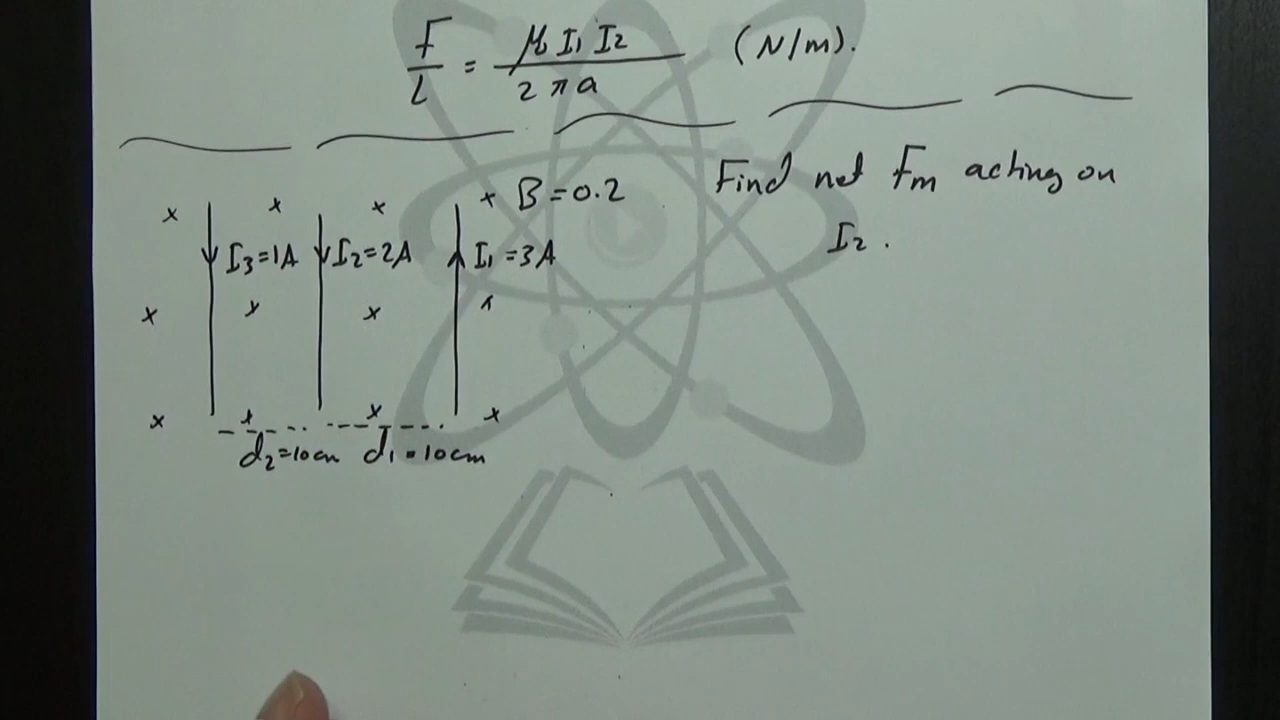 F/L = μ₀ I₁ I₂ / 2 π a (N/m).
Find net Fm acting on
I₂.
B = 0.2
I₃ = 1A I₂ = 2A I₁ = 3A
d₂ = 10cm d₁ = 10cm